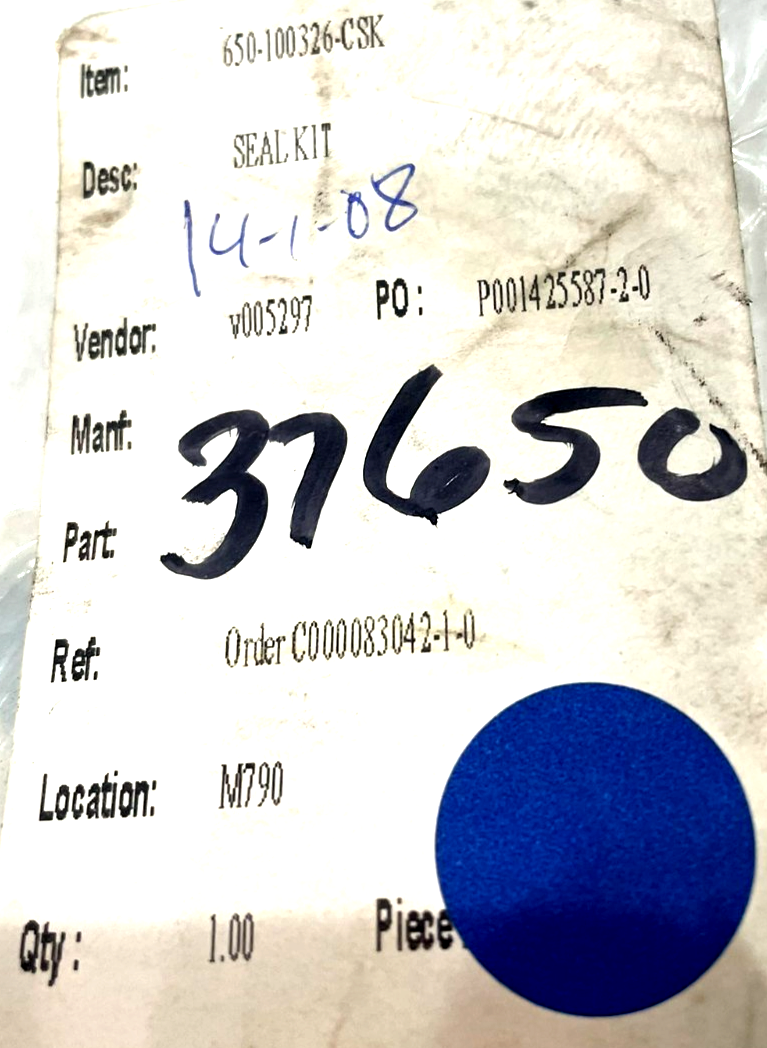 Item: 650-100326-CSK
Desc: SEAL KIT
14-1-08
Vendor: v005297 PO: P001425587-2-0
Manf:
37650
Part:
Ref: Order C000083042-1-0
Location: M790
Qty: 1.00 Piece